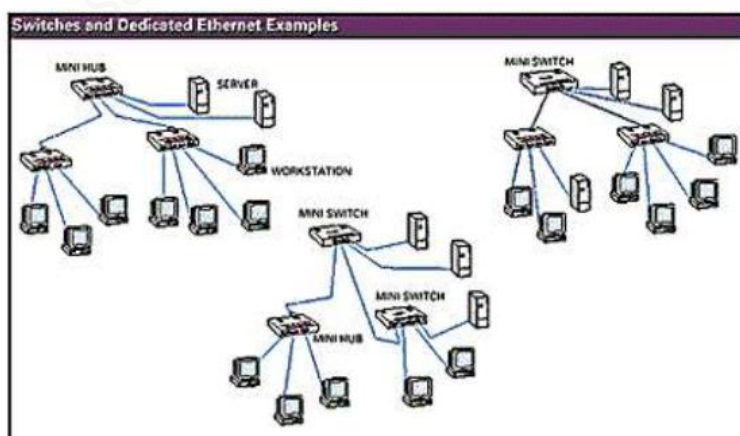 Switches and Dedicated Ethernet Examples
MINI HUB
SERVER
WORKSTATION
MINI SWITCH
MINI SWITCH
MINI SWITCH
MINI HUB